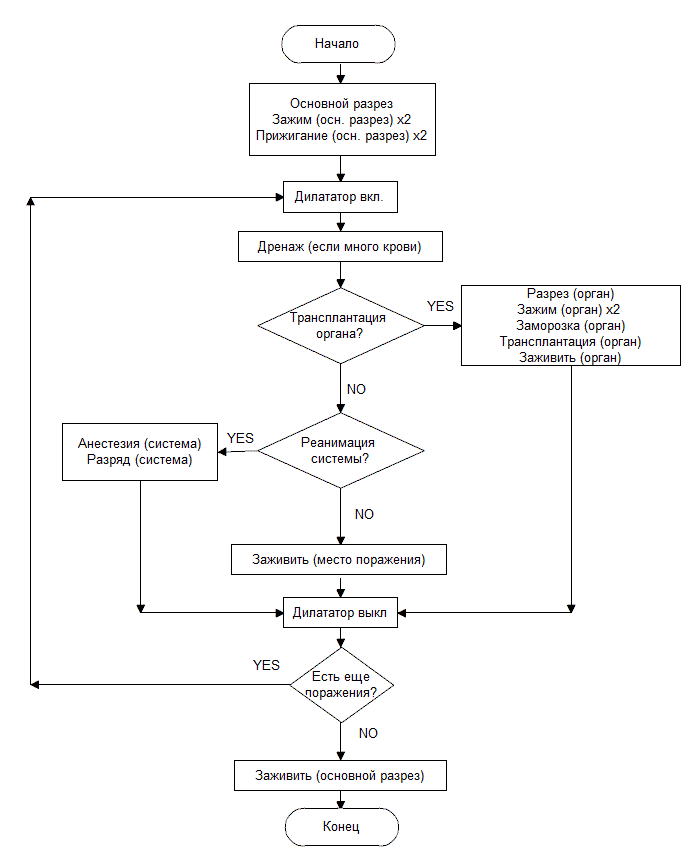 Начало
Основной разрез
Зажим (осн. разрез) x2
Прижигание (осн. разрез) x2
Дилататор вкл.
Дренаж (если много крови)
Трансплантация
органа?
YES
Разрез (орган)
Зажим (орган) x2
Заморозка (орган)
Трансплантация (орган)
Заживить (орган)
NO
Реанимация
системы?
YES
Анестезия (система)
Разряд (система)
NO
Заживить (место поражения)
Дилататор выкл
Есть еще
поражения?
YES
NO
Заживить (основной разрез)
Конец